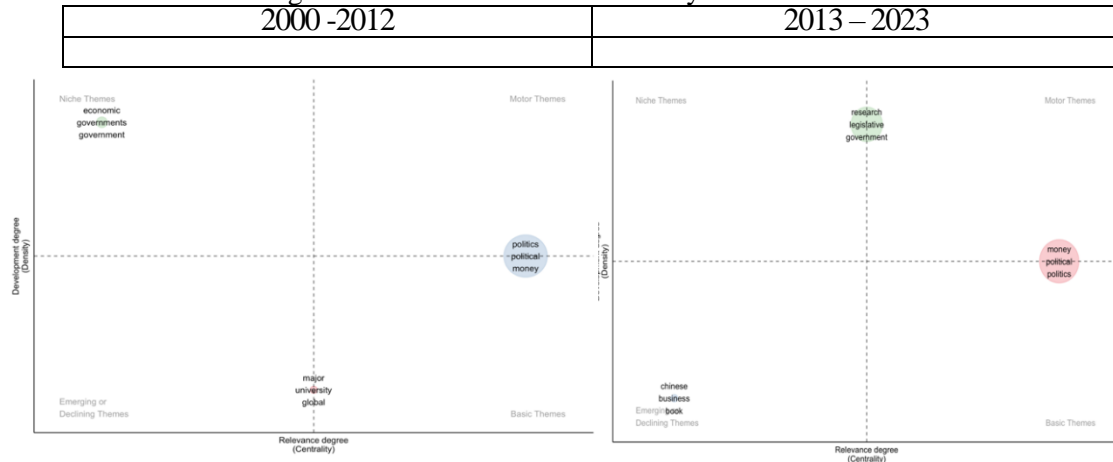 2000 -2012
2013 – 2023
Niche Themes
Motor Themes
economic
governments
government
politics
political
money
major
university
global
Emerging or
Declining Themes
Basic Themes
Development degree
(Density)
Relevance degree
(Centrality)
Niche Themes
Motor Themes
research
legislative
government
money
political
politics
chinese
business
book
Declining Themes
Basic Themes
(Density)
Relevance degree
(Centrality)